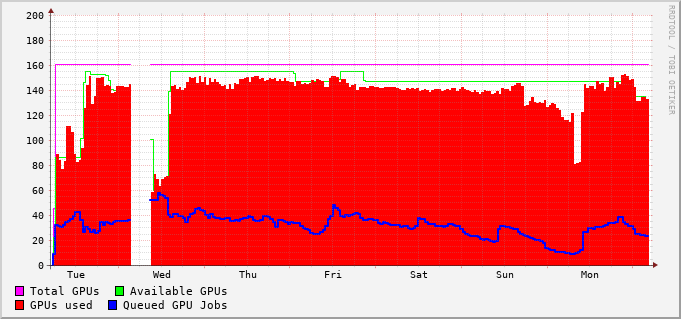 200
180
160
140
120
100
80
60
40
20
0
Tue Wed Thu Fri Sat Sun Mon
Total GPUs Available GPUs
GPUs used Queued GPU Jobs
RRDTOOL / TOBI OETIKER